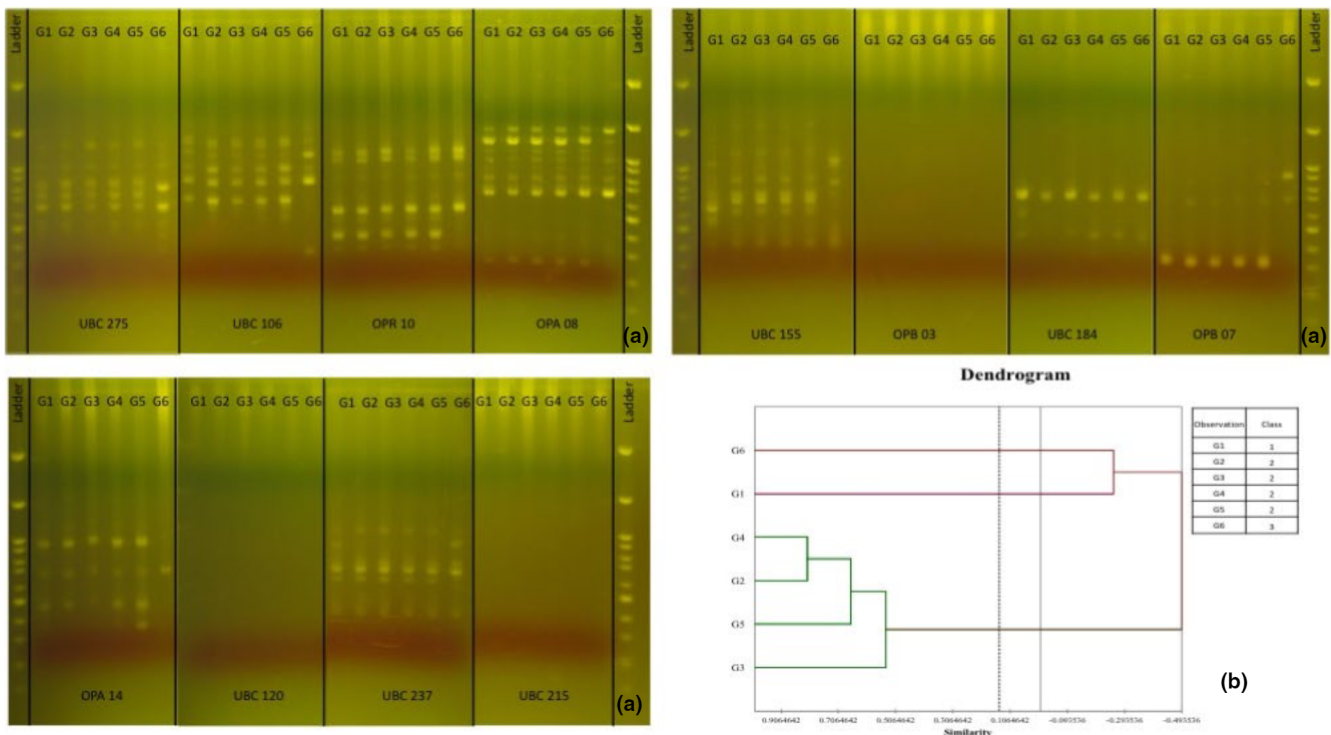 Ladder G1 G2 G3 G4 G5 G6 G1 G2 G3 G4 G5 G6 G1 G2 G3 G4 G5 G6 G1 G2 G3 G4 G5 G6 Ladder
UBC 275 UBC 106 OPR 10 OPA 08 (a)
Ladder G1 G2 G3 G4 G5 G6 G1 G2 G3 G4 G5 G6 G1 G2 G3 G4 G5 G6 G1 G2 G3 G4 G5 G6 Ladder
UBC 155 OPB 03 UBC 184 OPB 07 (a)
Ladder G1 G2 G3 G4 G5 G6 G1 G2 G3 G4 G5 G6 G1 G2 G3 G4 G5 G6 G1 G2 G3 G4 G5 G6 Ladder
OPA 14 UBC 120 UBC 237 UBC 215 (a)
Dendrogram
G6
G1
G4
G2
G5
G3
Observation Class
G1 1
G2 2
G3 2
G4 2
G5 2
G6 3
(b)
0.9064642 0.7064642 0.5064642 0.3064642 0.1064642 -0.093536 -0.293536 -0.493536
Similarity